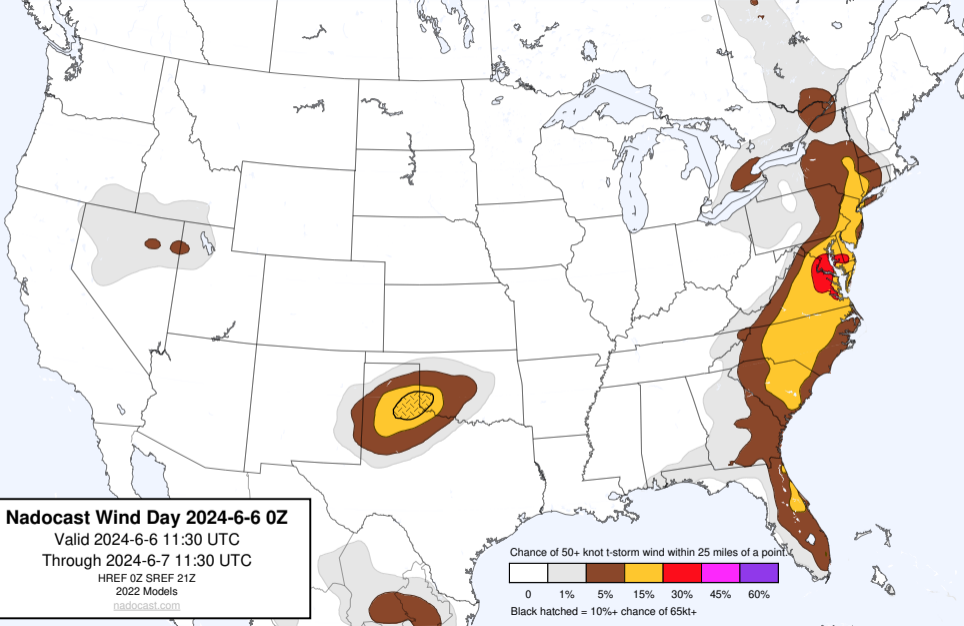 Nadocast Wind Day 2024-6-6 0Z
Valid 2024-6-6 11:30 UTC
Through 2024-6-7 11:30 UTC
HREF 0Z SREF 21Z
2022 Models
nadocast.com
Chance of 50+ knot t-storm wind within 25 miles of a point.
0 1% 5% 15% 30% 45% 60%
Black hatched = 10%+ chance of 65kt+